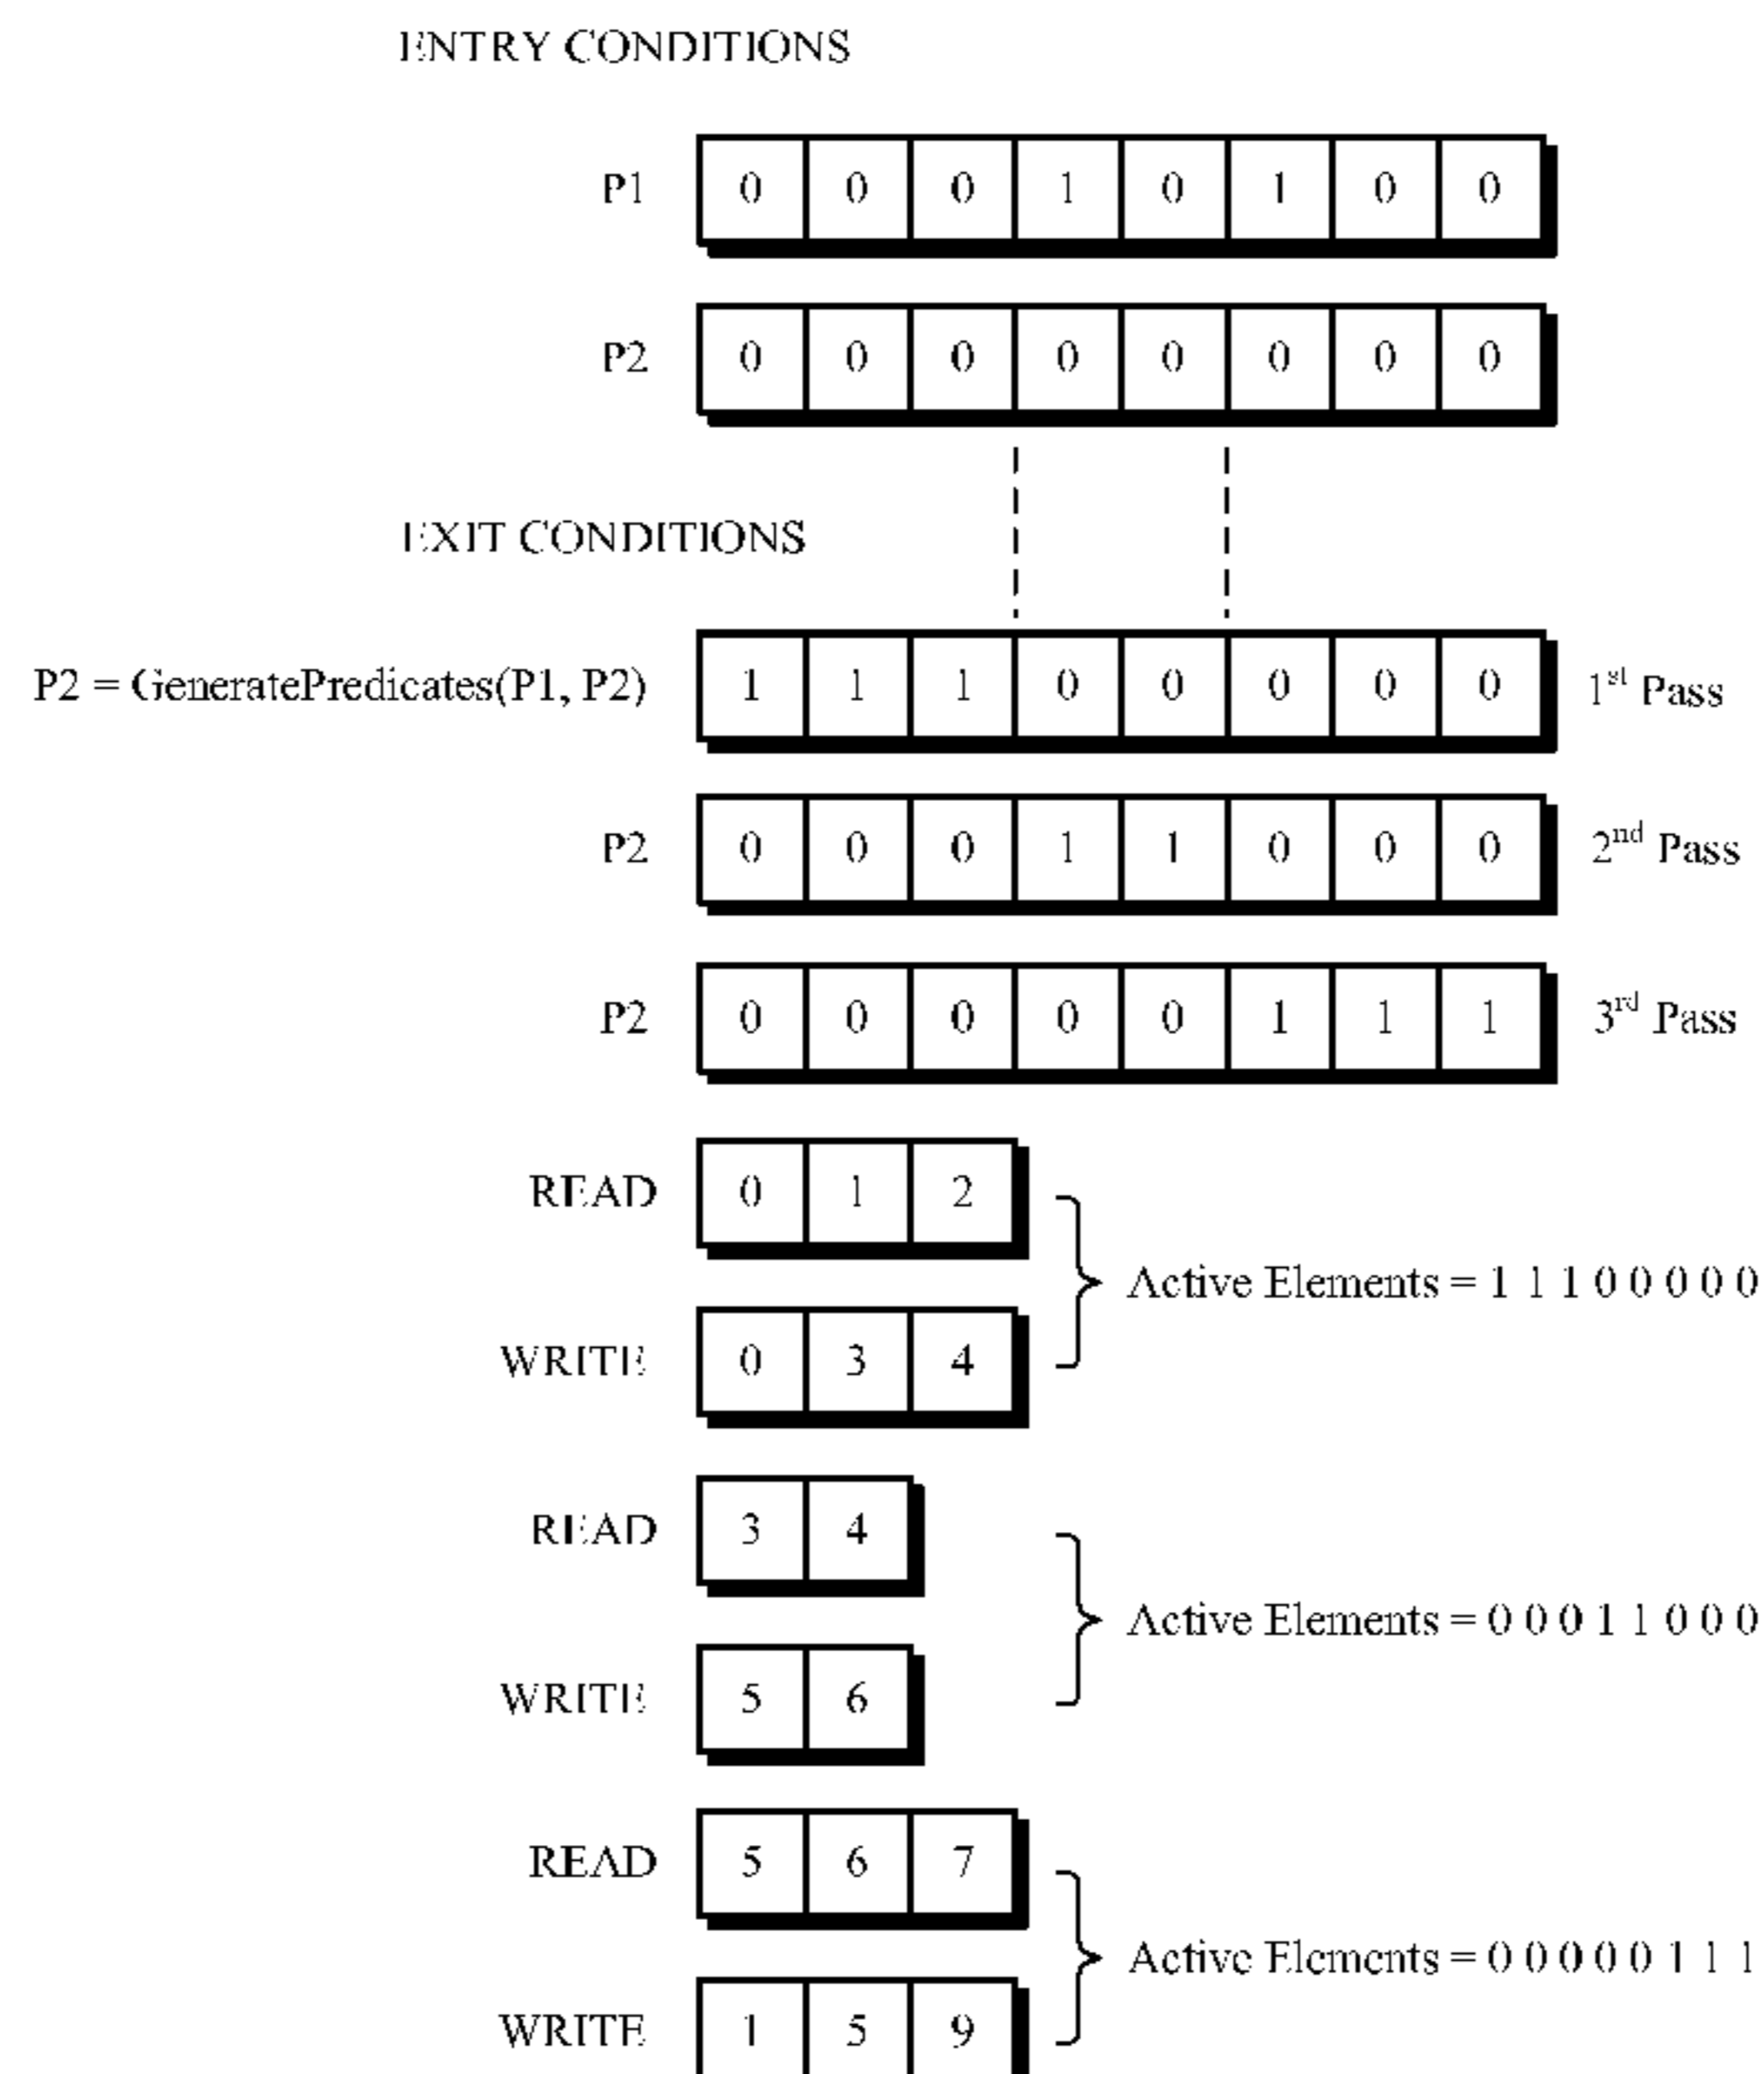 ENTRY CONDITIONS
P1 0 0 0 1 0 1 0 0
P2 0 0 0 0 0 0 0 0
EXIT CONDITIONS
P2 = GeneratePredicates(P1, P2) 1 1 1 0 0 0 0 0 1st Pass
P2 0 0 0 1 1 0 0 0 2nd Pass
P2 0 0 0 0 0 1 1 1 3rd Pass
READ 0 1 2
Active Elements = 1 1 1 0 0 0 0 0
WRITE 0 3 4
READ 3 4
Active Elements = 0 0 0 1 1 0 0 0
WRITE 5 6
READ 5 6 7
Active Elements = 0 0 0 0 0 1 1 1
WRITE 1 5 9